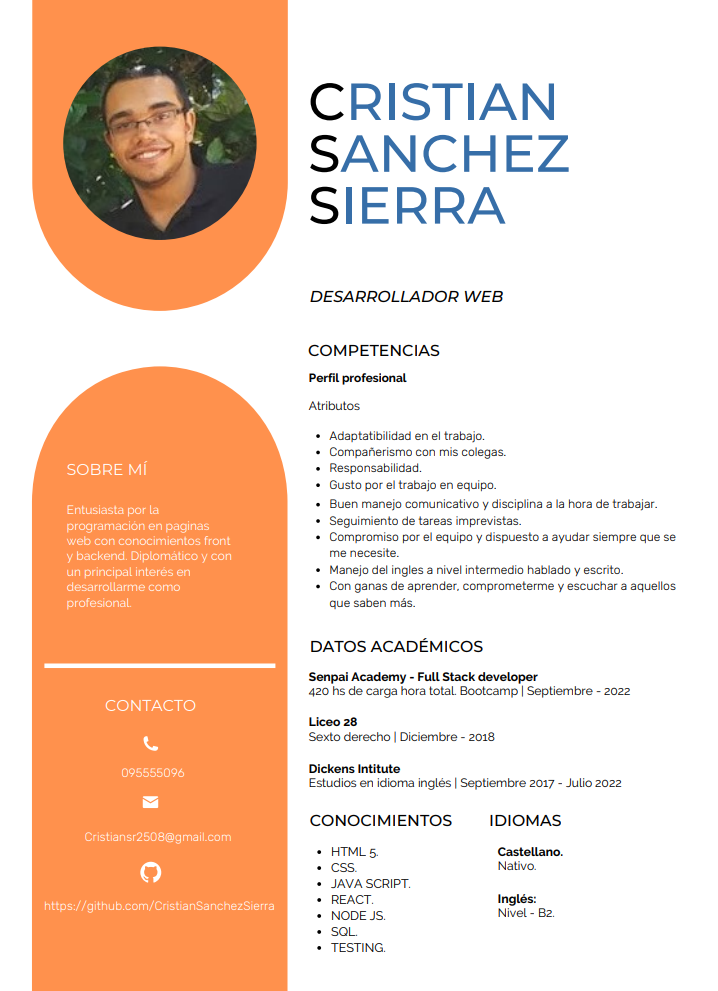 CRISTIAN
SANCHEZ
SIERRA
DESARROLLADOR WEB
COMPETENCIAS
Perfil profesional
Atributos
• Adaptatibilidad en el trabajo.
• Compañerismo con mis colegas.
• Responsabilidad.
• Gusto por el trabajo en equipo.
• Buen manejo comunicativo y disciplina a la hora de trabajar.
• Seguimiento de tareas imprevistas.
• Compromiso por el equipo y dispuesto a ayudar siempre que se
me necesite.
• Manejo del ingles a nivel intermedio hablado y escrito.
• Con ganas de aprender, comprometerme y escuchar a aquellos
que saben más.
SOBRE MÍ
Entusiasta por la
programación en paginas
web con conocimientos front
y backend. Diplomático y con
un principal interés en
desarrollarme como
profesional.
CONTACTO
095555096
Cristiansr2508@gmail.com
https://github.com/CristianSanchezSierra
DATOS ACADÉMICOS
Senpai Academy - Full Stack developer
420 hs de carga hora total. Bootcamp | Septiembre - 2022
Liceo 28
Sexto derecho | Diciembre - 2018
Dickens Intitute
Estudios en idioma inglés | Septiembre 2017 - Julio 2022
CONOCIMIENTOS
• HTML 5.
• CSS.
• JAVA SCRIPT.
• REACT.
• NODE JS.
• SQL.
• TESTING.
IDIOMAS
Castellano.
Nativo.
Inglés:
Nivel - B2.